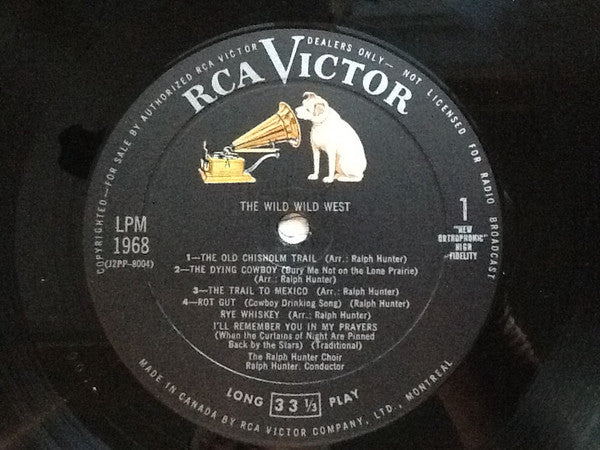 COPYRIGHTED—FOR SALE BY AUTHORIZED RCA VICTOR DEALERS ONLY—NOT LICENSED FOR RADIO BROADCAST
RCA VICTOR
THE WILD WILD WEST
LPM
1968
(J2PP-8004)
1
"NEW
ORTHOPHONIC"
HIGH
FIDELITY
1—THE OLD CHISHOLM TRAIL (Arr.: Ralph Hunter)
2—THE DYING COWBOY (Bury Me Not on the Lone Prairie)
(Arr.: Ralph Hunter)
3—THE TRAIL TO MEXICO (Arr.: Ralph Hunter)
4—ROT GUT (Cowboy Drinking Song) (Ralph Hunter)
RYE WHISKEY (Arr.: Ralph Hunter)
I'LL REMEMBER YOU IN MY PRAYERS
(When the Curtains of Night Are Pinned
Back by the Stars) (Traditional)
The Ralph Hunter Choir
Ralph Hunter, Conductor
LONG 33 1/3 PLAY
MADE IN CANADA BY RCA VICTOR COMPANY, LTD., MONTREAL